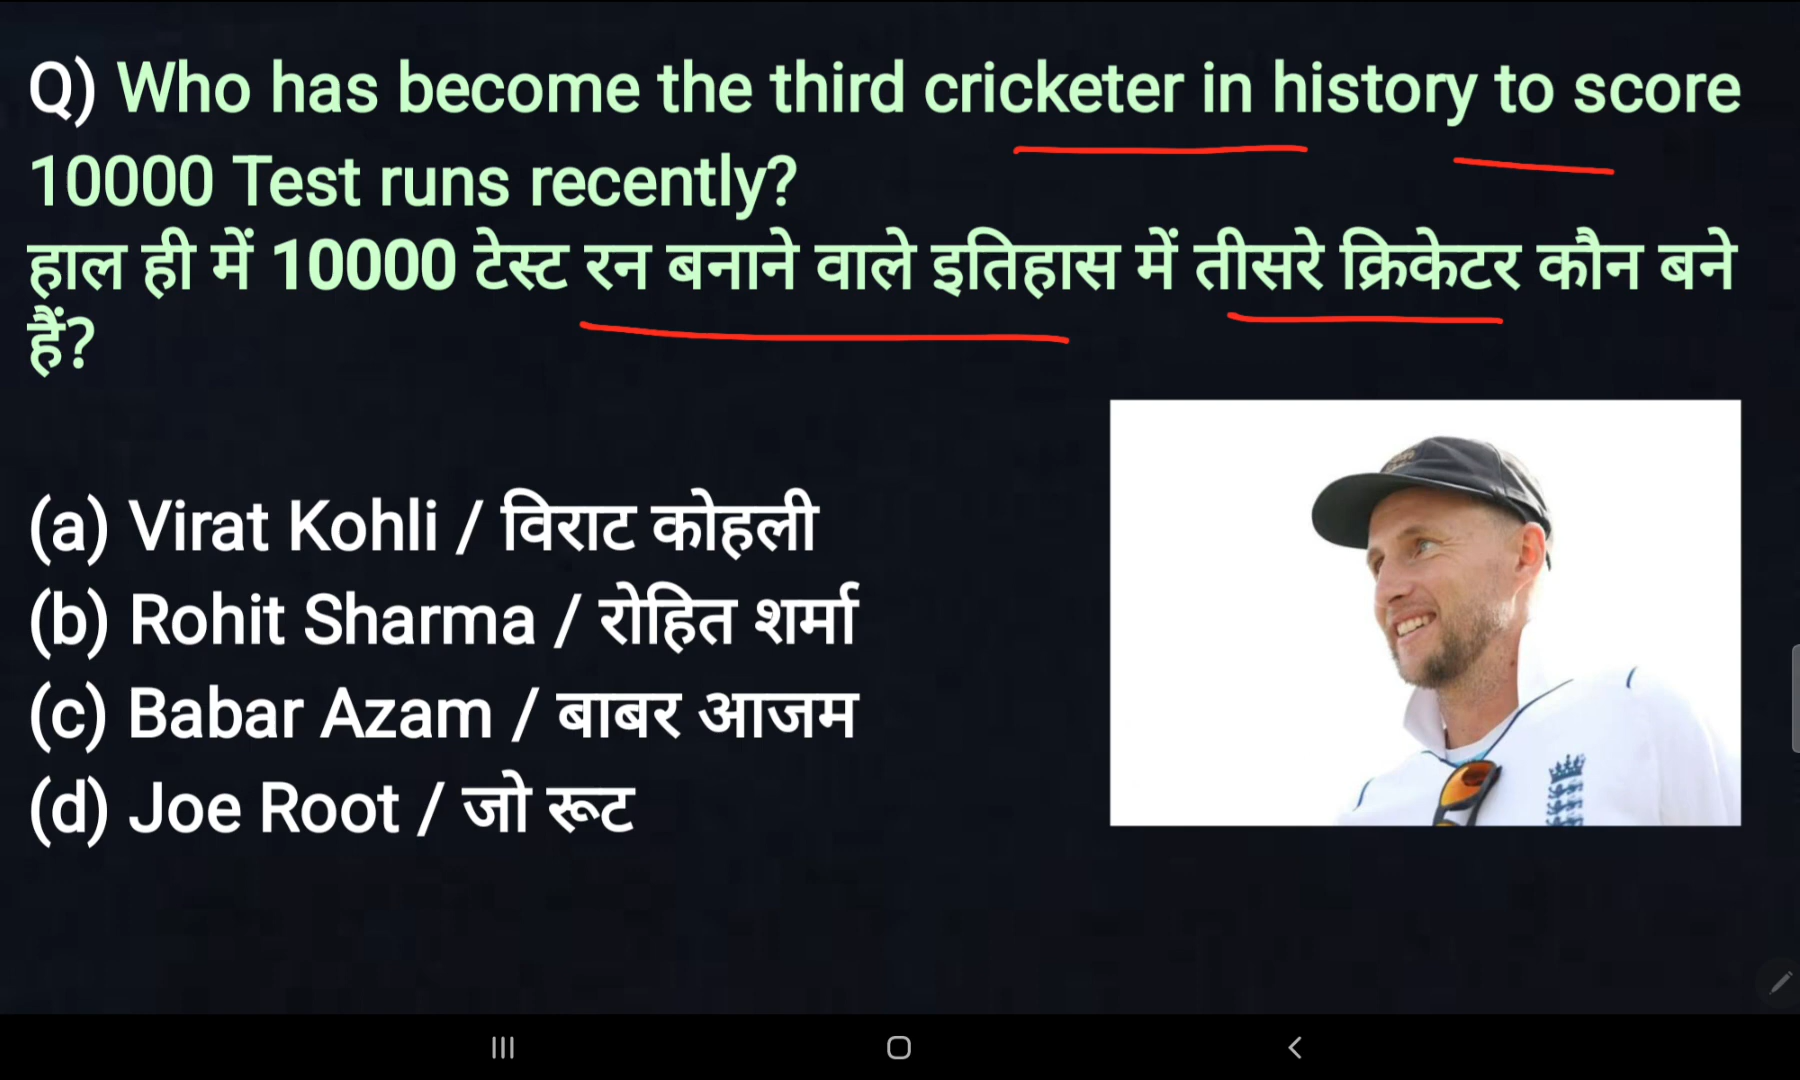 Q) Who has become the third cricketer in history to score
10000 Test runs recently?
हाल ही में 10000 टेस्ट रन बनाने वाले इतिहास में तीसरे क्रिकेटर कौन बने
हैं?
(a) Virat Kohli / विराट कोहली
(b) Rohit Sharma / रोहित शर्मा
(c) Babar Azam / बाबर आजम
(d) Joe Root / जो रूट